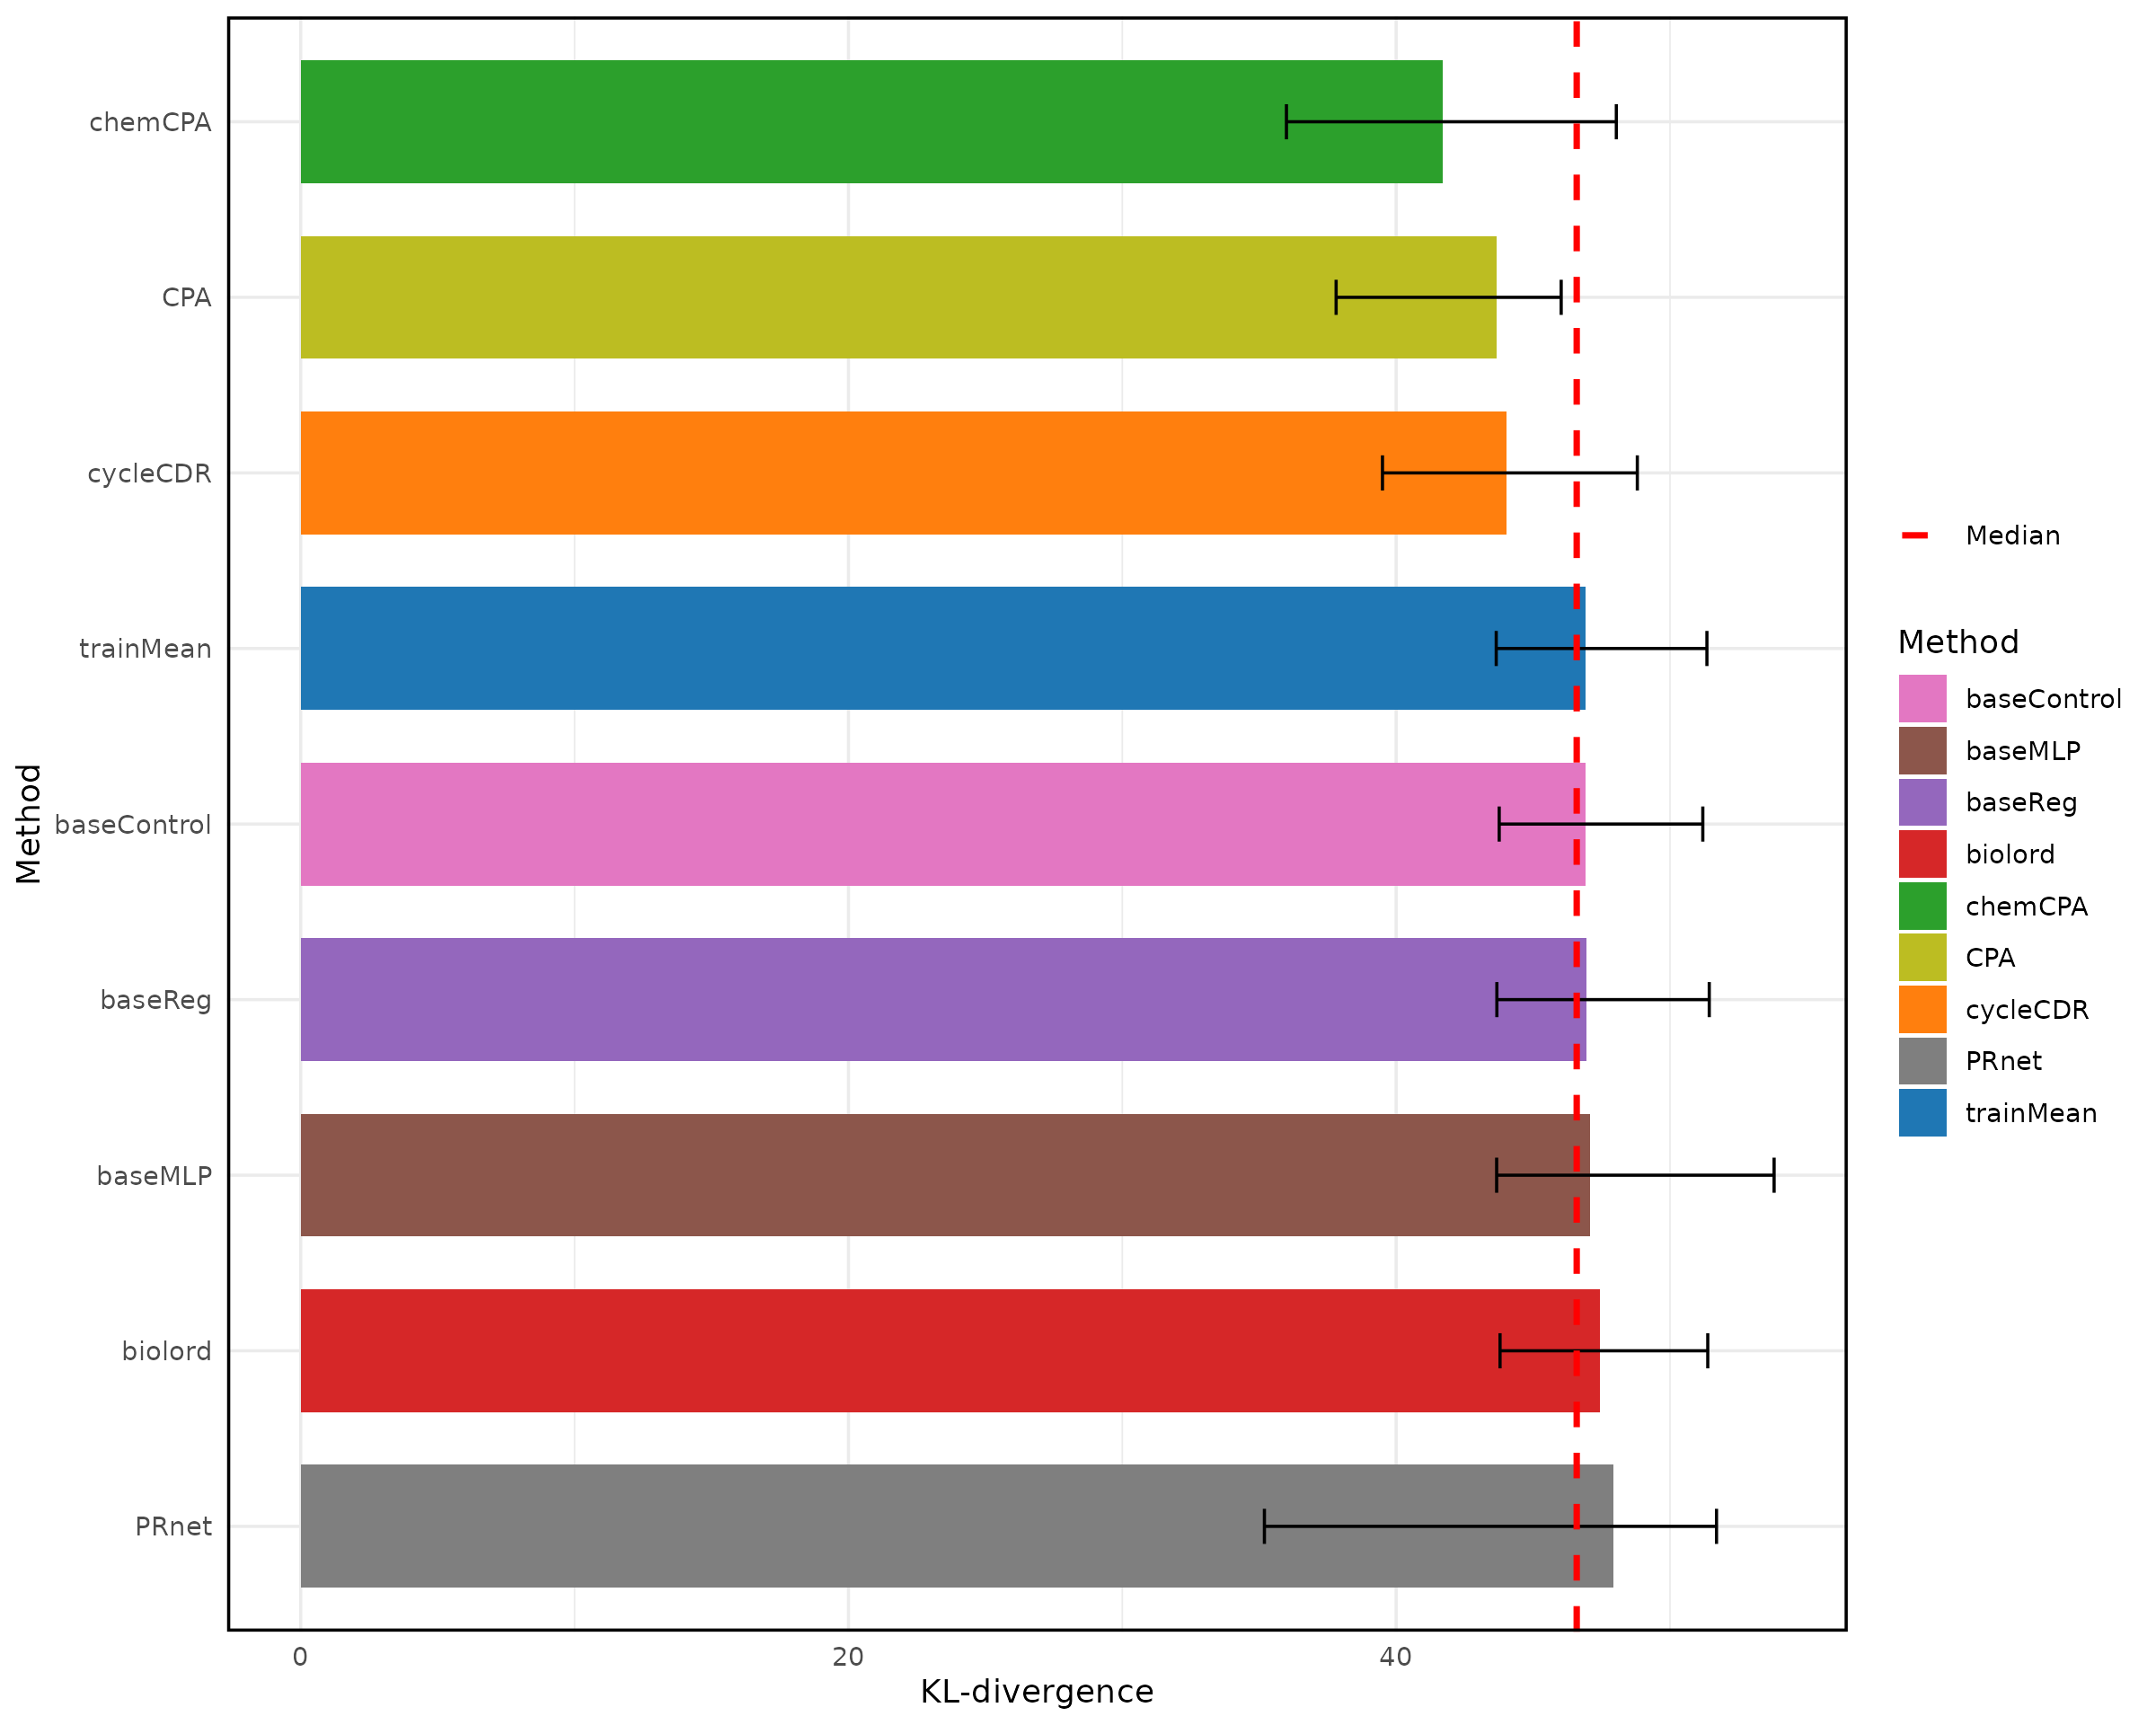 Method
chemCPA
CPA
cycleCDR
trainMean
baseControl
baseReg
baseMLP
biolord
PRnet
0 20 40
KL-divergence
Median
Method
baseControl
baseMLP
baseReg
biolord
chemCPA
CPA
cycleCDR
PRnet
trainMean